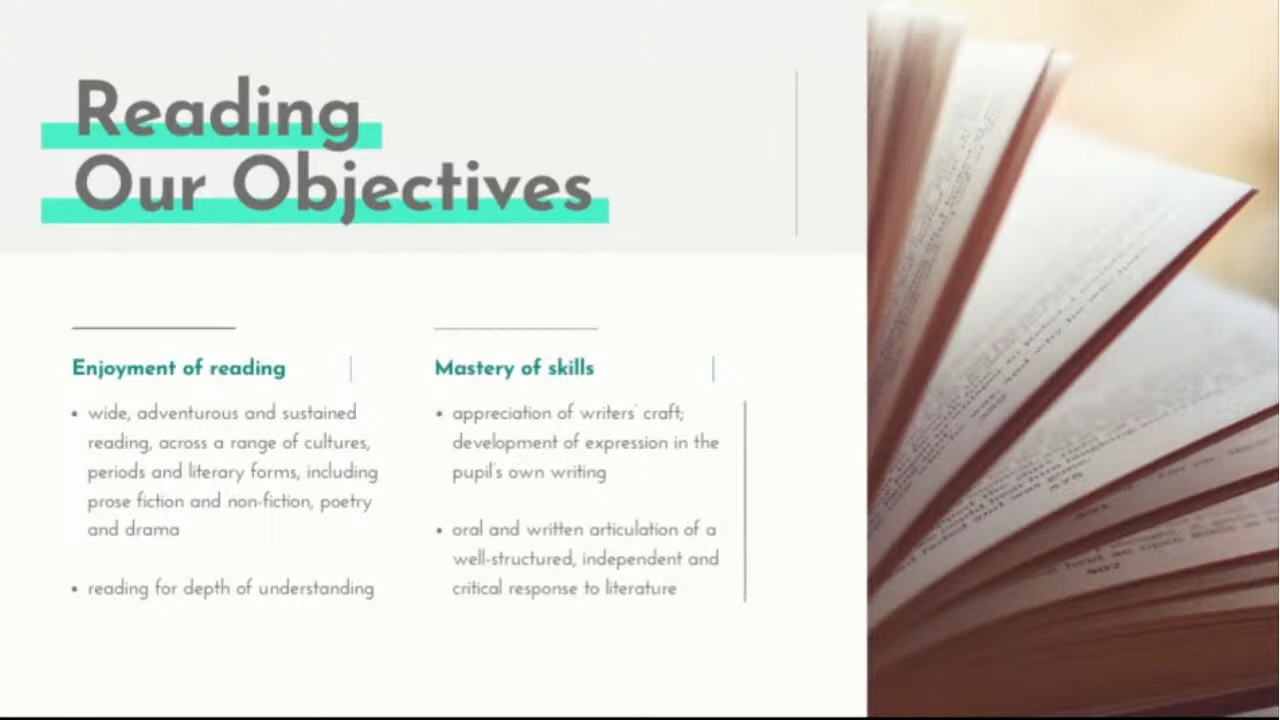 Reading
Our Objectives
Enjoyment of reading
• wide, adventurous and sustained
reading, across a range of cultures,
periods and literary forms, including
prose fiction and non-fiction, poetry
and drama
• reading for depth of understanding
Mastery of skills
• appreciation of writers' craft;
development of expression in the
pupil's own writing
• oral and written articulation of a
well-structured, independent and
critical response to literature